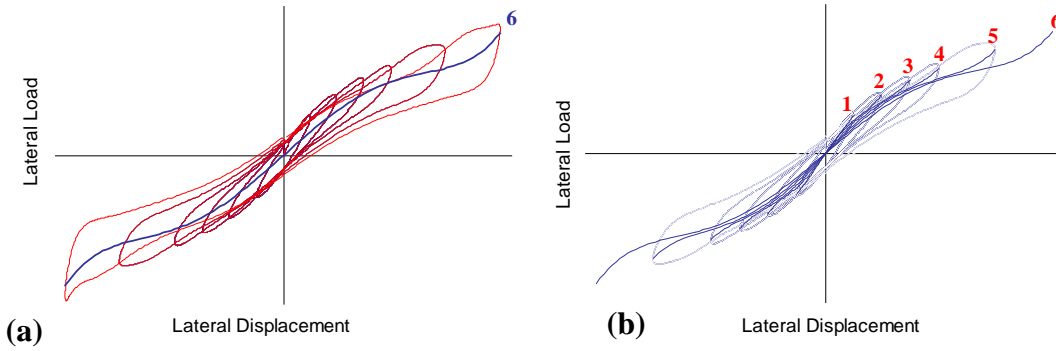 6
Lateral Load
Lateral Displacement
(a)
1
2
3
4
5
6
Lateral Load
Lateral Displacement
(b)